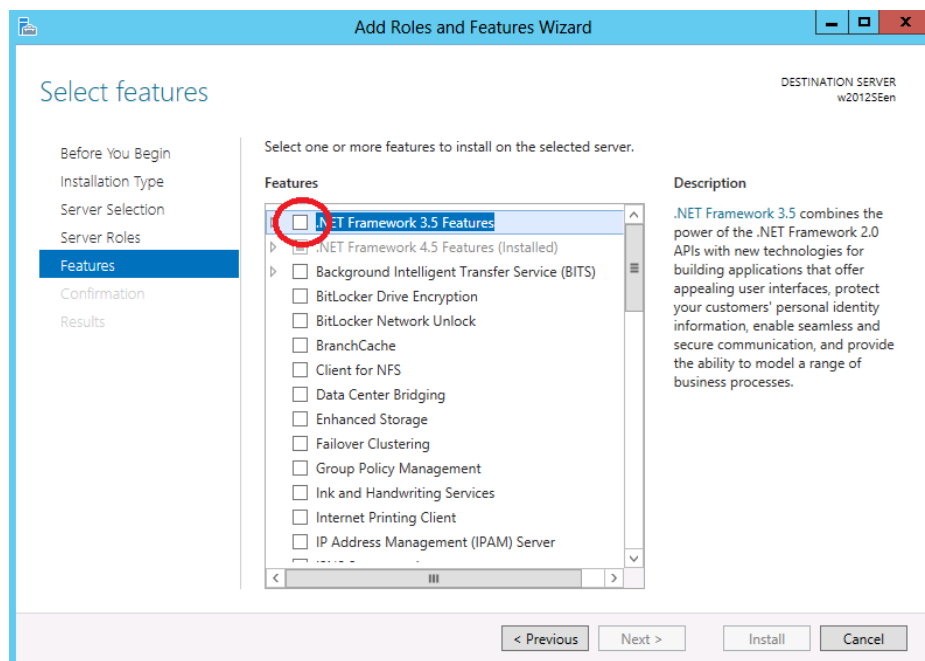 Add Roles and Features Wizard
Select features
DESTINATION SERVER
w2012SEen
Before You Begin
Installation Type
Server Selection
Server Roles
Features
Confirmation
Results
Select one or more features to install on the selected server.
Features
.NET Framework 3.5 Features
.NET Framework 4.5 Features (Installed)
Background Intelligent Transfer Service (BITS)
BitLocker Drive Encryption
BitLocker Network Unlock
BranchCache
Client for NFS
Data Center Bridging
Enhanced Storage
Failover Clustering
Group Policy Management
Ink and Handwriting Services
Internet Printing Client
IP Address Management (IPAM) Server
Description
.NET Framework 3.5 combines the
power of the .NET Framework 2.0
APIs with new technologies for
building applications that offer
appealing user interfaces, protect
your customers' personal identity
information, enable seamless and
secure communication, and provide
the ability to model a range of
business processes.
< Previous
Next >
Install
Cancel